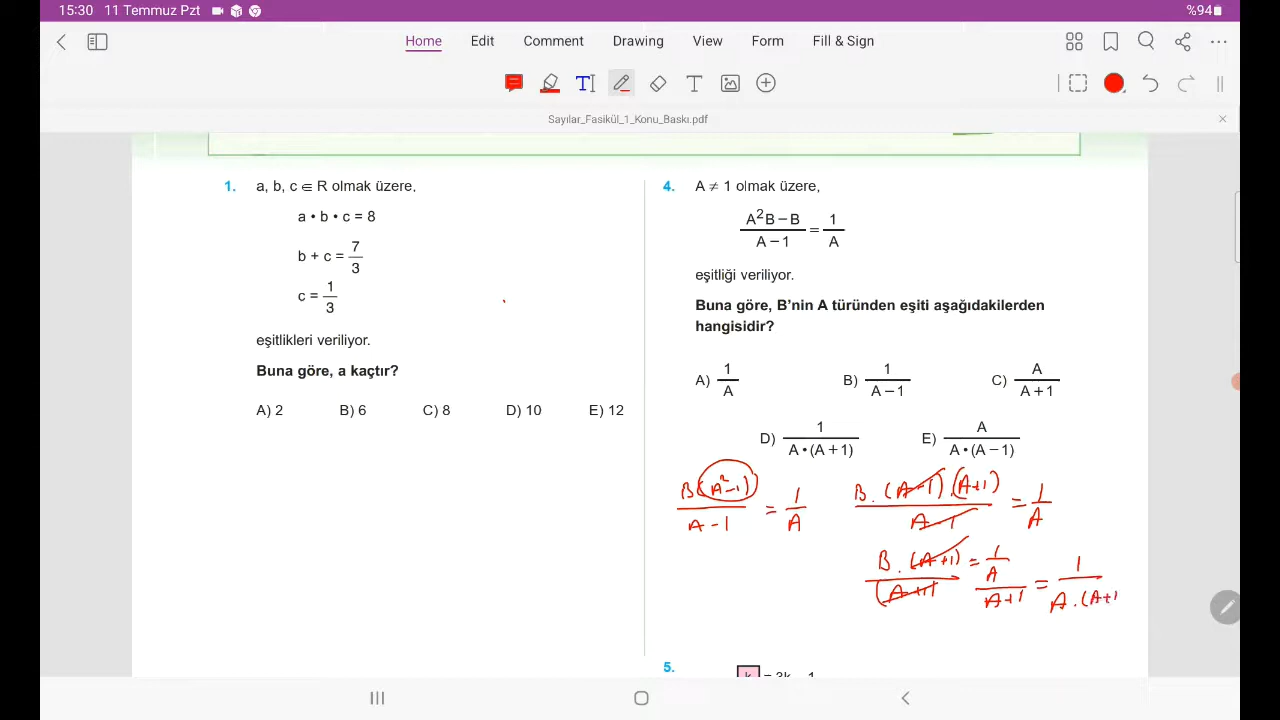 15:30 11 Temmuz Pzt %94
Home Edit Comment Drawing View Form Fill & Sign
Sayılar_Fasikül_1_Konu_Baskı.pdf
1. a, b, c ∈ R olmak üzere,
a • b • c = 8
b + c = 7/3
c = 1/3
eşitlikleri veriliyor.
Buna göre, a kaçtır?
A) 2 B) 6 C) 8 D) 10 E) 12
4. A ≠ 1 olmak üzere,
(A²B – B)/(A – 1) = 1/A
eşitliği veriliyor.
Buna göre, B'nin A türünden eşiti aşağıdakilerden
hangisidir?
A) 1/A B) 1/(A – 1) C) A/(A + 1)
D) 1/(A•(A + 1)) E) A/(A•(A – 1))
B(A²-1)/(A-1) = 1/A
B.(A-1).(A+1)/(A-1) = 1/A
B.(A+1)/(A+1) = (1/A)/(A+1) = 1/(A.(A+1
5.